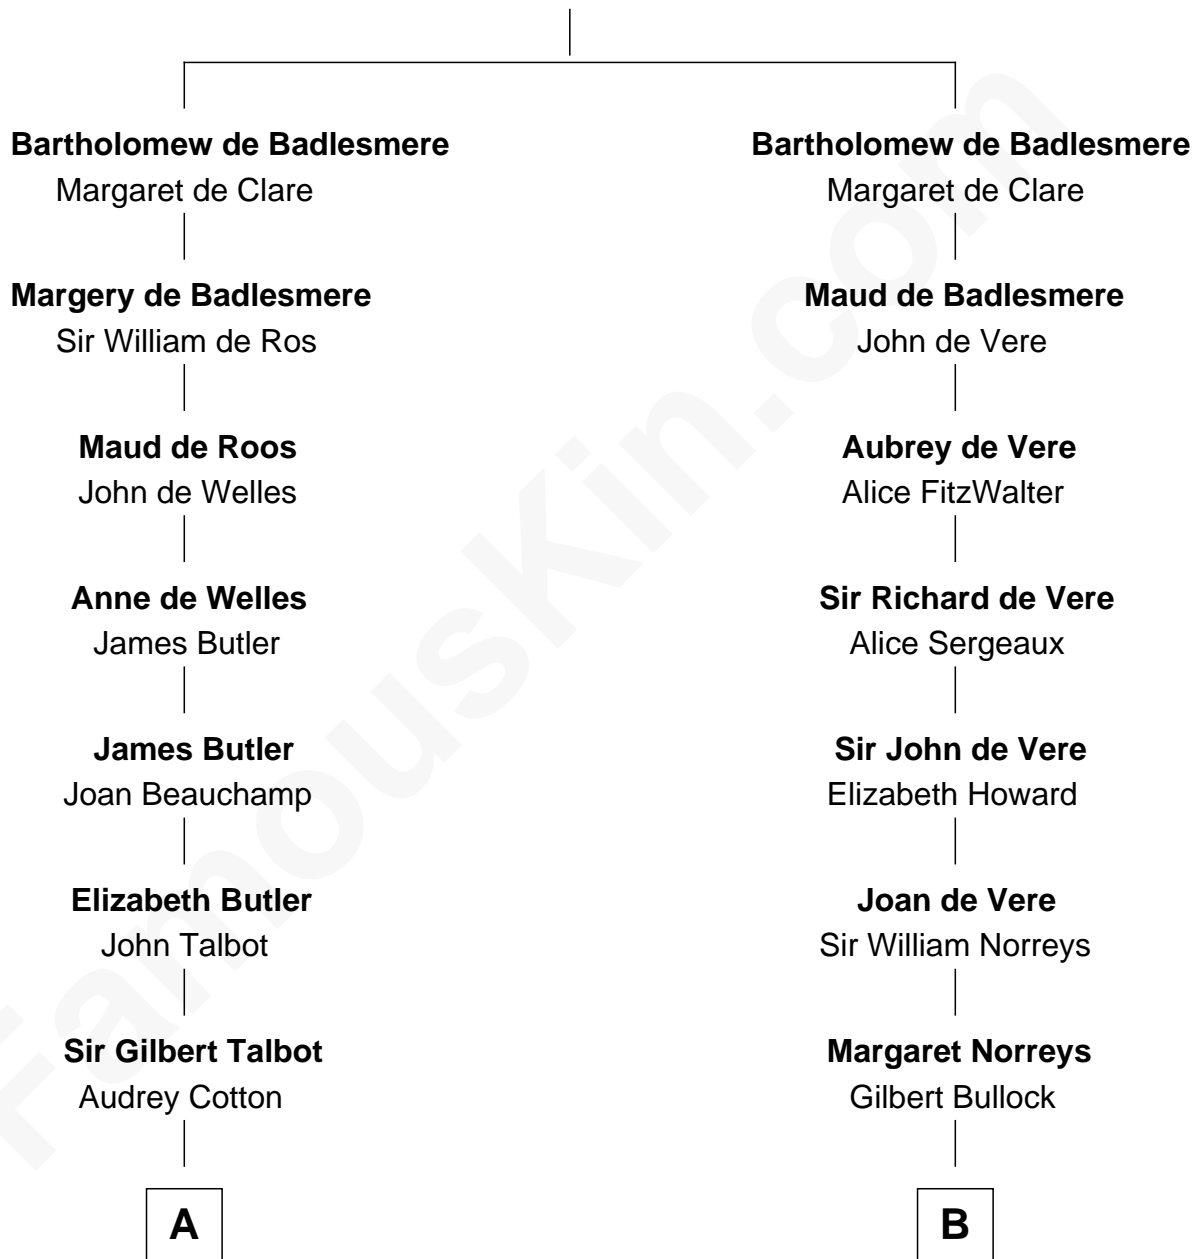 Bartholomew de Badlesmere
Margaret de Clare
Margery de Badlesmere
Sir William de Ros
Maud de Roos
John de Welles
Anne de Welles
James Butler
James Butler
Joan Beauchamp
Elizabeth Butler
John Talbot
Sir Gilbert Talbot
Audrey Cotton
A
Bartholomew de Badlesmere
Margaret de Clare
Maud de Badlesmere
John de Vere
Aubrey de Vere
Alice FitzWalter
Sir Richard de Vere
Alice Sergeaux
Sir John de Vere
Elizabeth Howard
Joan de Vere
Sir William Norreys
Margaret Norreys
Gilbert Bullock
B
FamousKin.com